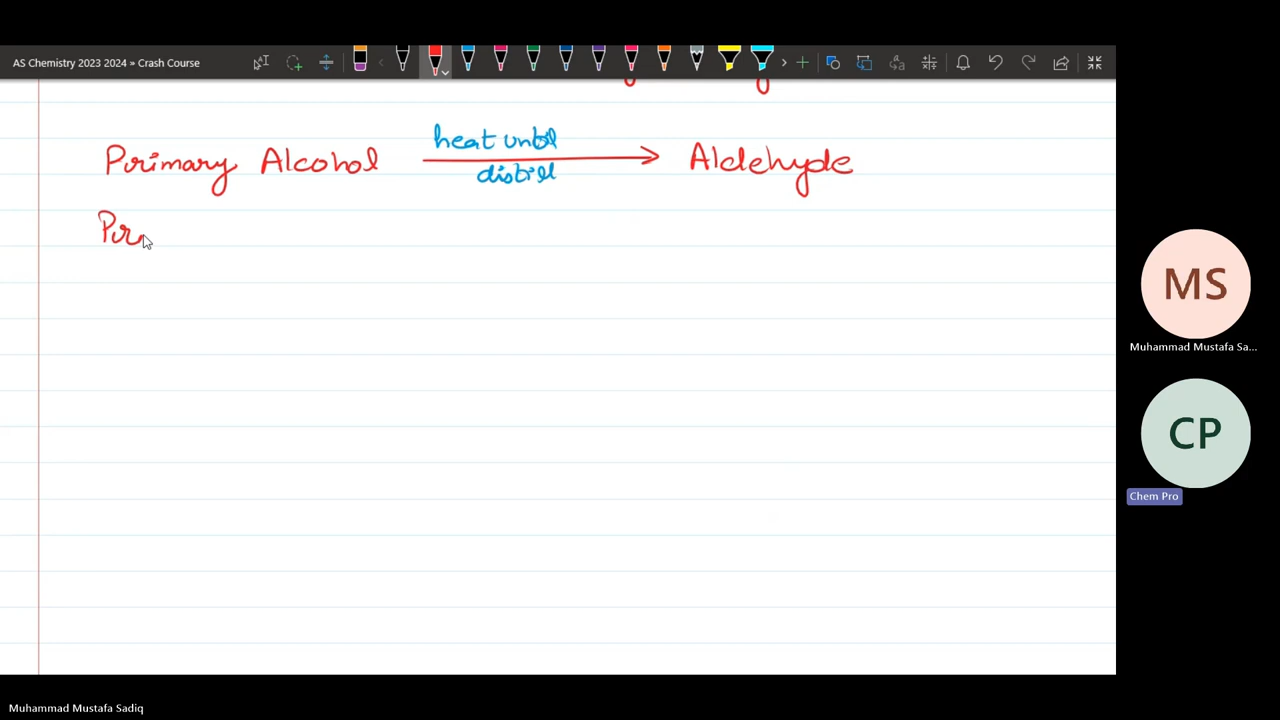 AS Chemistry 2023 2024 » Crash Course
heat until
Primary Alcohol → Aldehyde
distill
Pr
MS
Muhammad Mustafa Sa...
CP
Chem Pro
Muhammad Mustafa Sadiq